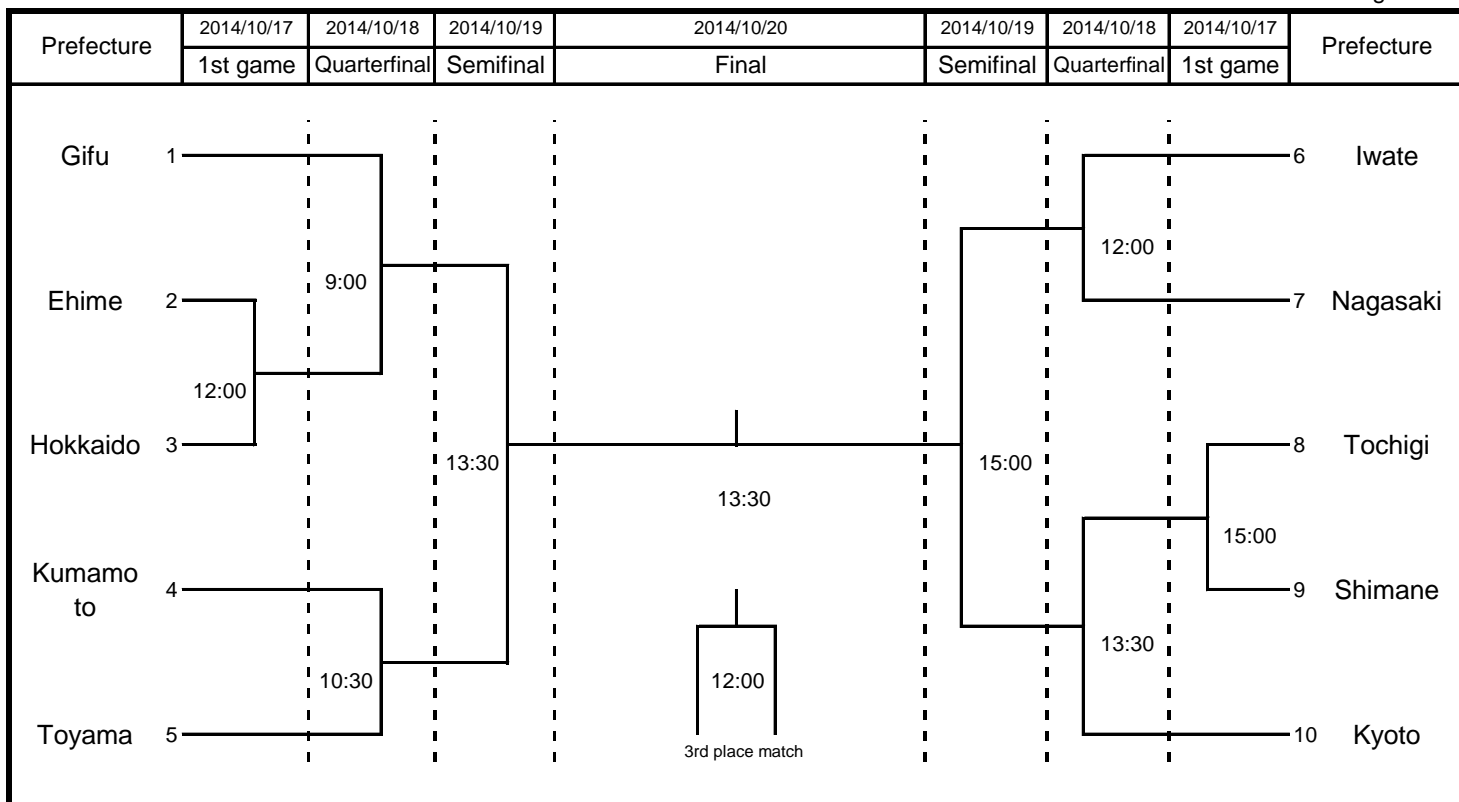 Prefecture 2014/10/17 2014/10/18 2014/10/19 2014/10/20 2014/10/19 2014/10/18 2014/10/17 Prefecture
1st game Quarterfinal Semifinal Final Semifinal Quarterfinal 1st game
Gifu 1 6 Iwate
12:00
9:00
Ehime 2 7 Nagasaki
12:00
Hokkaido 3 8 Tochigi
13:30 15:00
13:30
15:00
Kumamo
to
4 9 Shimane
13:30
10:30 12:00
Toyama 5 10 Kyoto
3rd place match